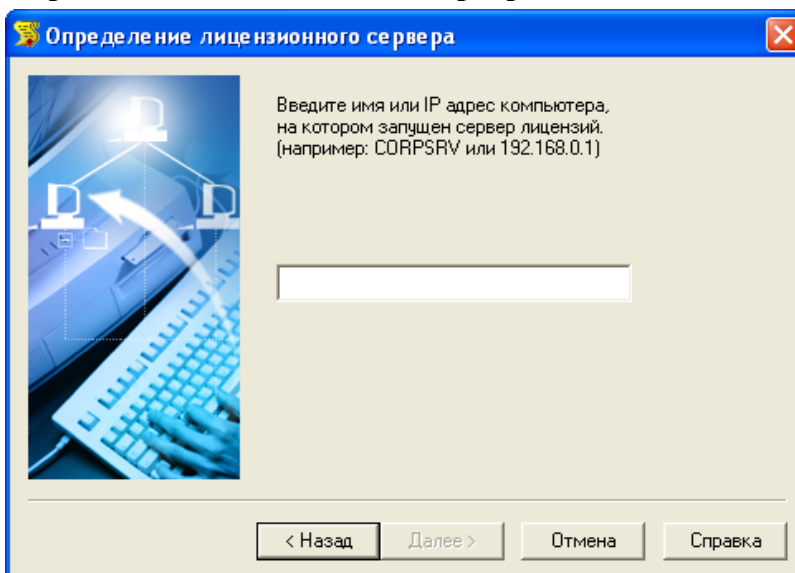 Определение лицензионного сервера
Введите имя или IP адрес компьютера,
на котором запущен сервер лицензий.
(например: CORPSRV или 192.168.0.1)
< Назад
Далее >
Отмена
Справка